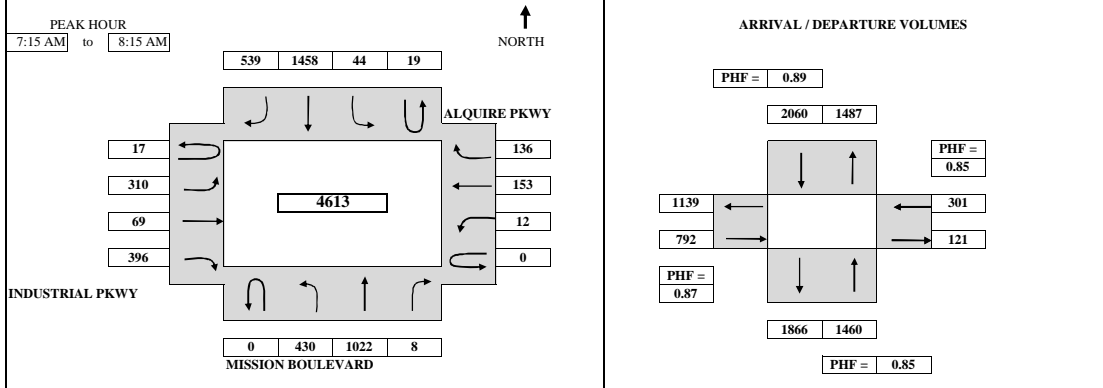 PEAK HOUR
7:15 AM to 8:15 AM
NORTH
539 1458 44 19
ALQUIRE PKWY
17 136
310 153
4613
69 12
396 0
INDUSTRIAL PKWY
0 430 1022 8
MISSION BOULEVARD
ARRIVAL / DEPARTURE VOLUMES
PHF = 0.89
2060 1487
PHF =
0.85
1139 301
792 121
PHF =
0.87
1866 1460
PHF = 0.85